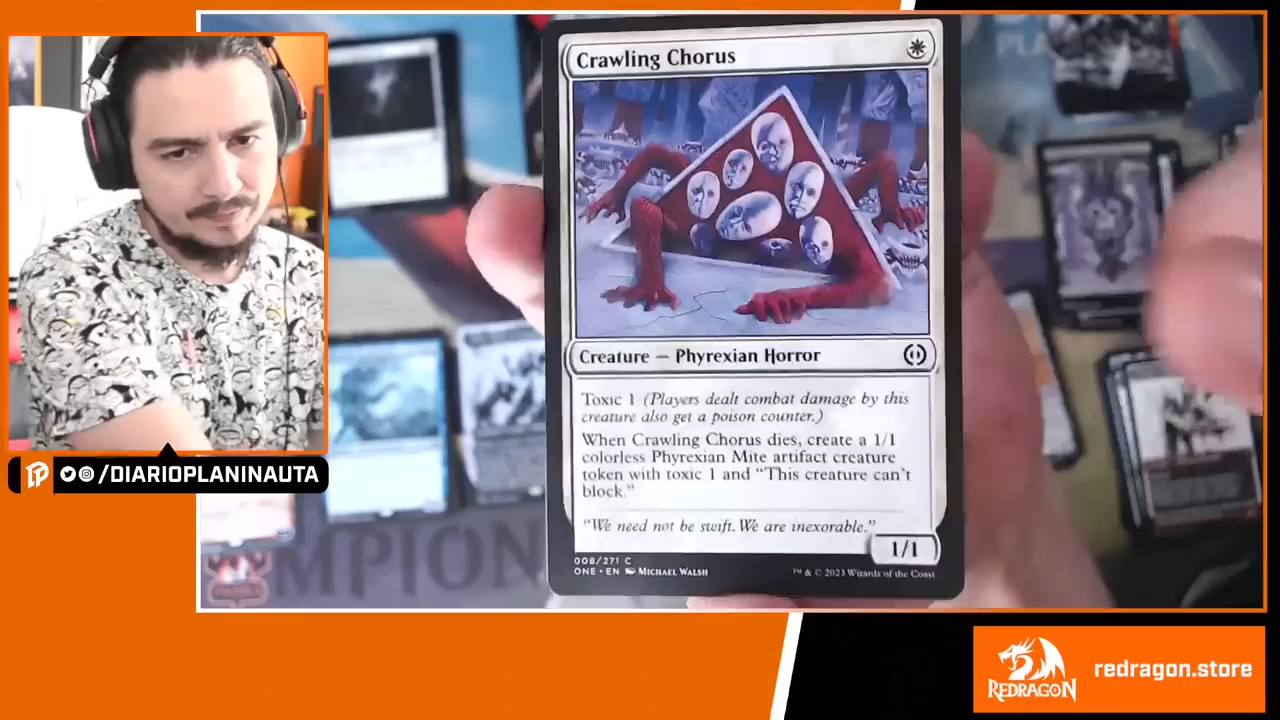 Crawling Chorus
Creature — Phyrexian Horror
Toxic 1 (Players dealt combat damage by this
creature also get a poison counter.)
When Crawling Chorus dies, create a 1/1
colorless Phyrexian Mite artifact creature
token with toxic 1 and “This creature can't
block.”
“We need not be swift. We are inexorable.”
1/1
008/271 C
ONE • EN MICHAEL WALSH
™ & © 2023 Wizards of the Coast
/DIARIOPLANINAUTA
MPION
REDRAGON
redragon.store